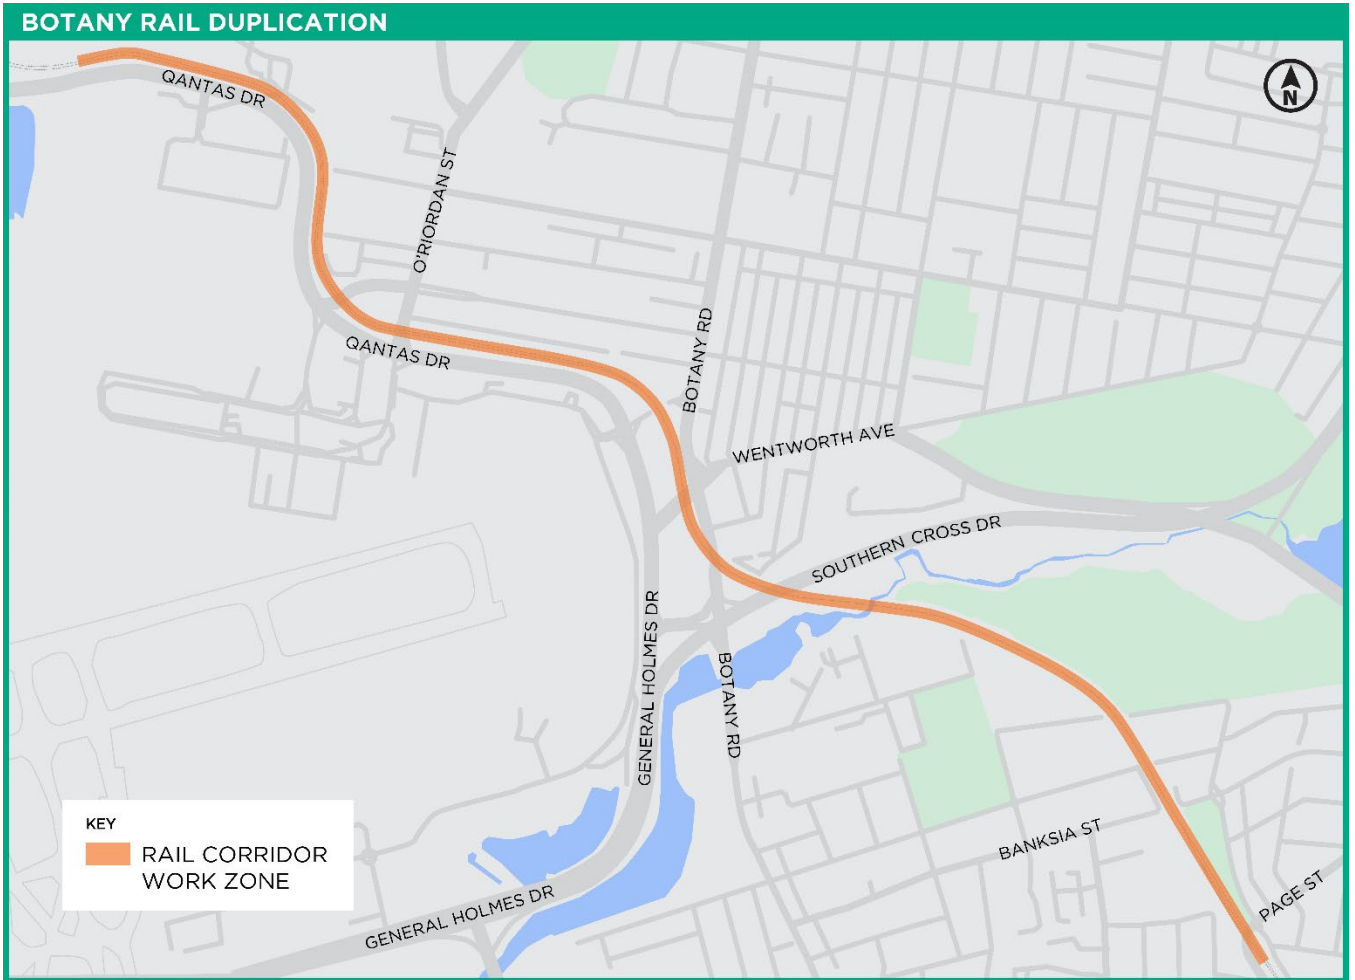 BOTANY RAIL DUPLICATION
N
QANTAS DR
O'RIORDAN ST
QANTAS DR
BOTANY RD
WENTWORTH AVE
SOUTHERN CROSS DR
GENERAL HOLMES DR
BOTANY RD
KEY
RAIL CORRIDOR
WORK ZONE
BANKSIA ST
PAGE ST
GENERAL HOLMES DR